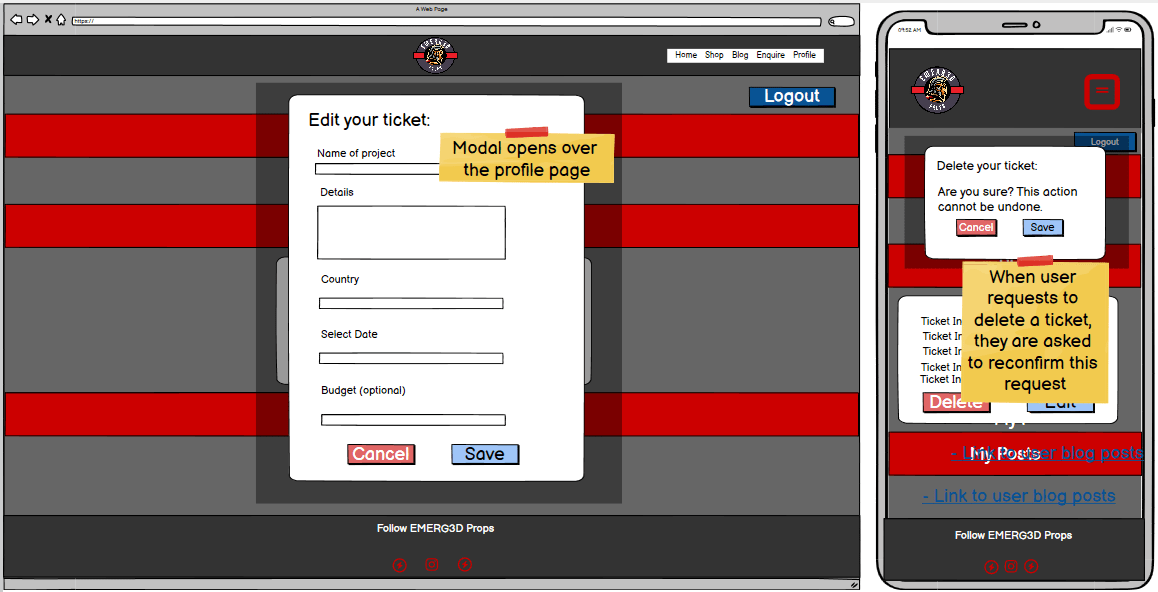 A Web Page
https://
EMERG3D
Home Shop Blog Enquire Profile
Logout
Edit your ticket:
Name of project
Modal opens over
the profile page
Details
Country
Select Date
Budget (optional)
Cancel Save
Follow EMERG3D Props
09:52 AM
EMERG3D
Logout
Delete your ticket:
Are you sure? This action
cannot be undone.
Cancel Save
When user
requests to
delete a ticket,
they are asked
to reconfirm this
request
Ticket In
Ticket In
Ticket In
Ticket In
Ticket In
Delete Edit
My Posts
- Link to user blog posts
- Link to user blog posts
Follow EMERG3D Props